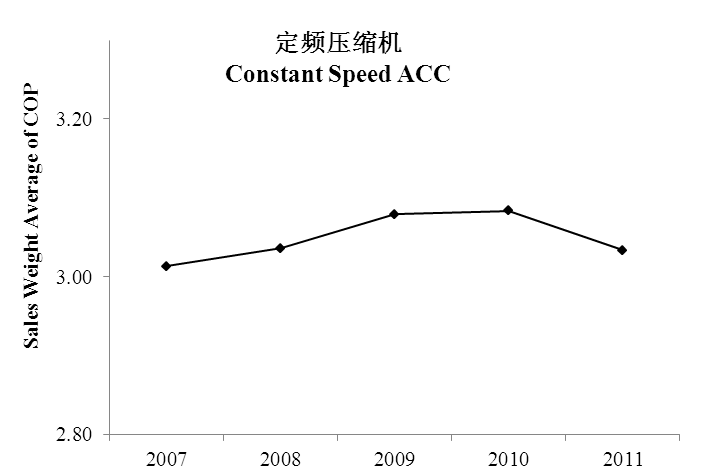 定频压缩机
Constant Speed ACC
Sales Weight Average of COP
3.20
3.00
2.80
2007 2008 2009 2010 2011